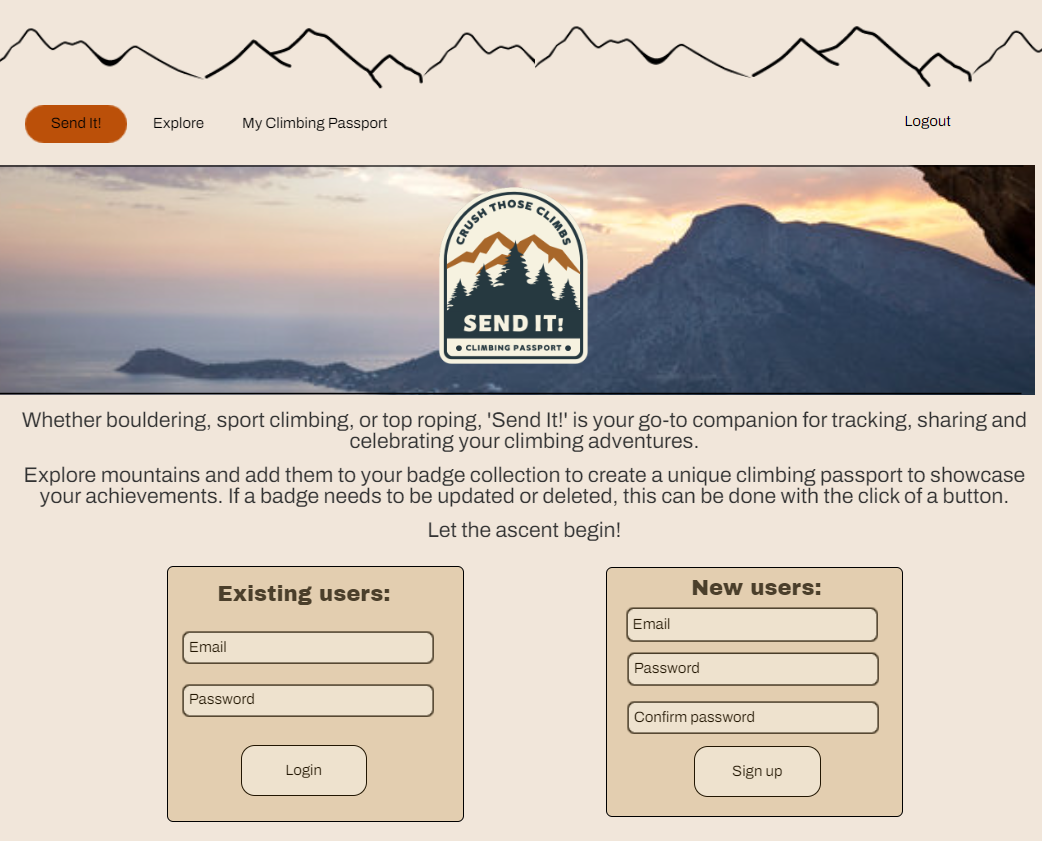 Send It!
Explore
My Climbing Passport
Logout
CRUSH THOSE CLIMBS
SEND IT!
• CLIMBING PASSPORT •
Whether bouldering, sport climbing, or top roping, 'Send It!' is your go-to companion for tracking, sharing and
celebrating your climbing adventures.
Explore mountains and add them to your badge collection to create a unique climbing passport to showcase
your achievements. If a badge needs to be updated or deleted, this can be done with the click of a button.
Let the ascent begin!
Existing users:
Email
Password
Login
New users:
Email
Password
Confirm password
Sign up